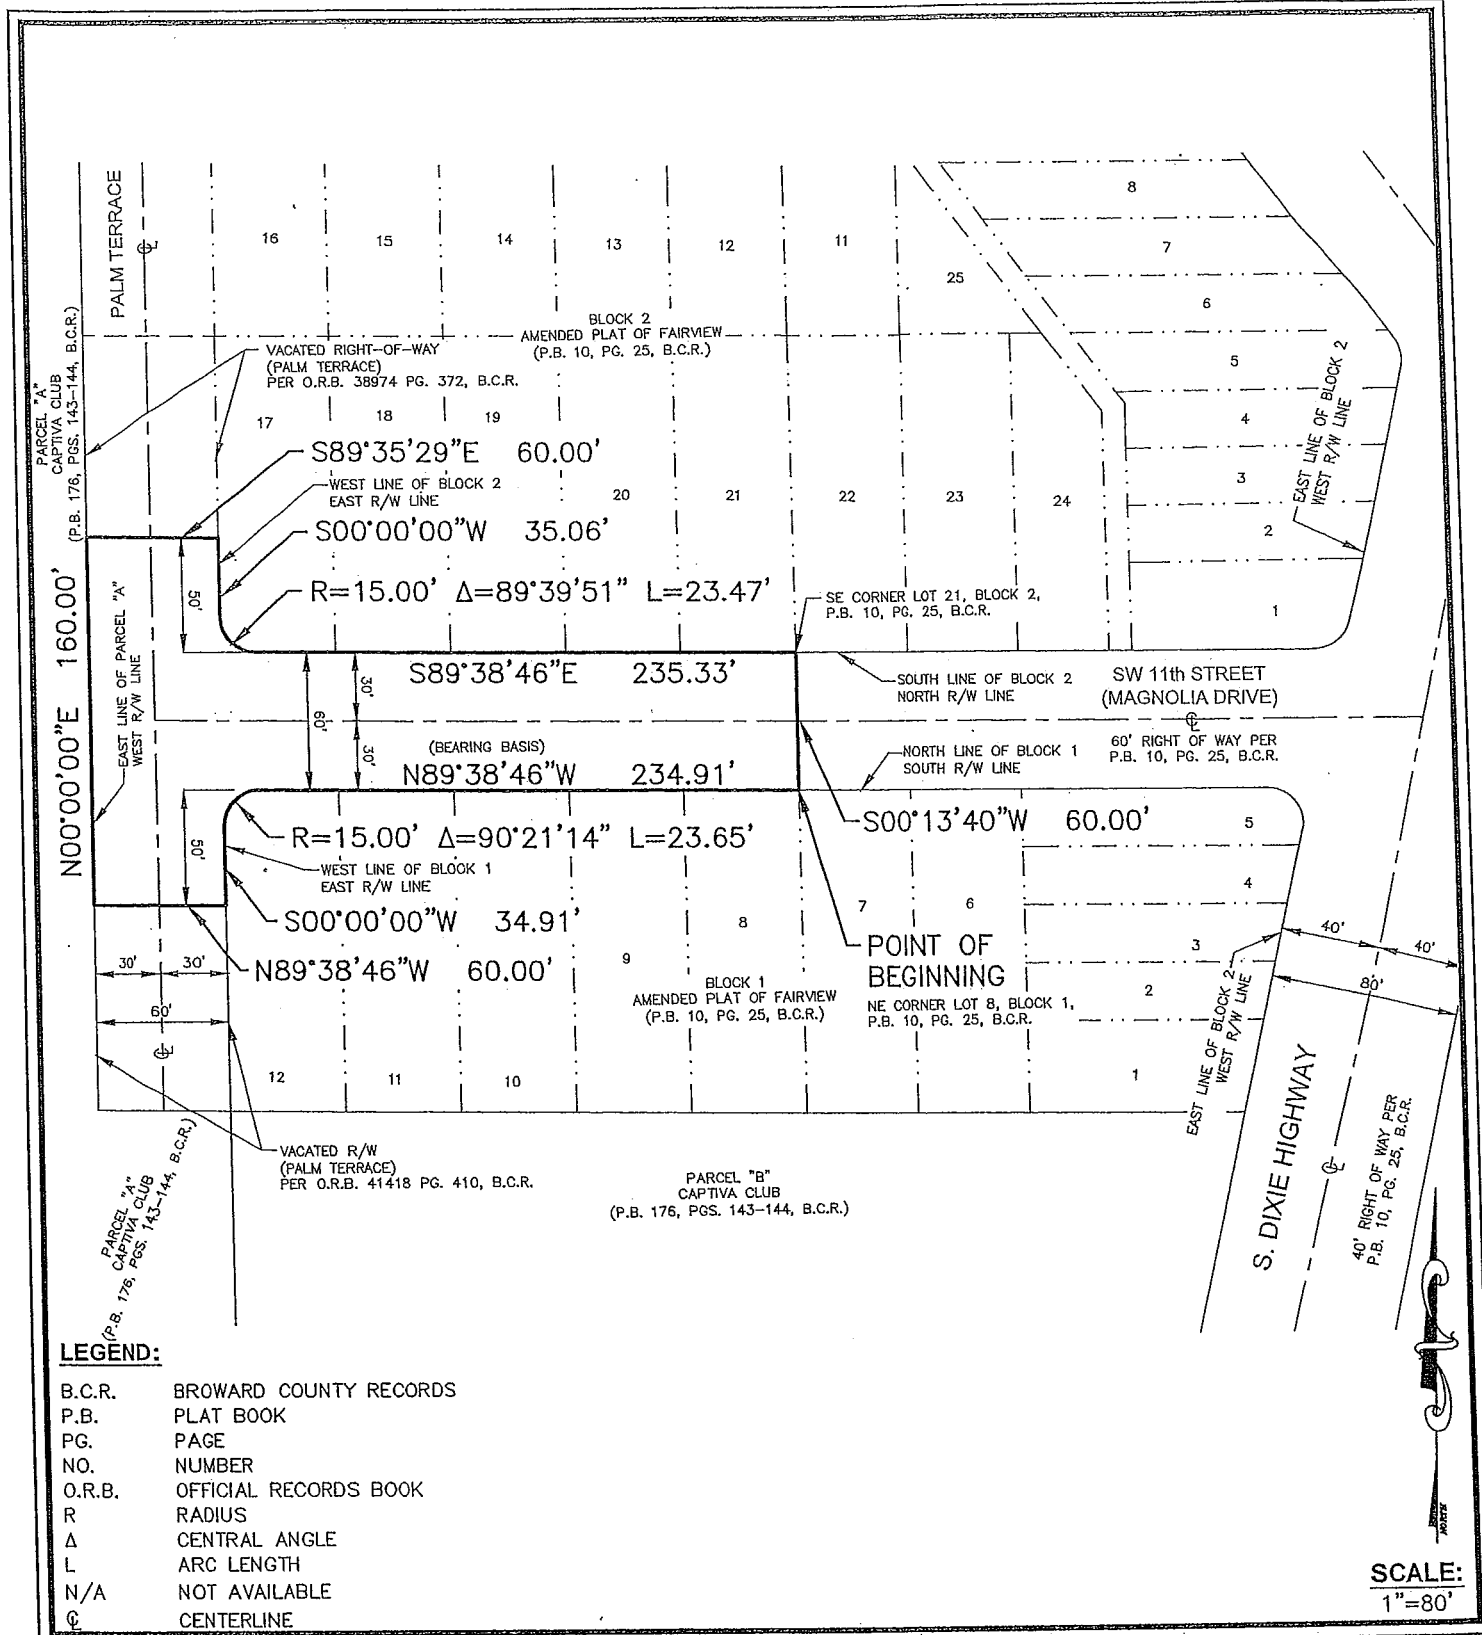 PALM TERRACE
℄
16
15
14
13
12
11
25
8
7
6
5
4
3
2
1
BLOCK 2
AMENDED PLAT OF FAIRVIEW
(P.B. 10, PG. 25, B.C.R.)
VACATED RIGHT-OF-WAY
(PALM TERRACE)
PER O.R.B. 38974 PG. 372, B.C.R.
PARCEL "A"
CAPTIVA CLUB
(P.B. 176, PGS. 143-144, B.C.R.)
17
18
19
20
21
22
23
24
EAST LINE OF BLOCK 2
WEST R/W LINE
S89°35'29"E 60.00'
WEST LINE OF BLOCK 2
EAST R/W LINE
S00°00'00"W 35.06'
R=15.00' Δ=89°39'51" L=23.47'
SE CORNER LOT 21, BLOCK 2,
P.B. 10, PG. 25, B.C.R.
50'
N00°00'00"E 160.00'
EAST LINE OF PARCEL "A"
WEST R/W LINE
S89°38'46"E 235.33'
30'
60'
30'
SOUTH LINE OF BLOCK 2
NORTH R/W LINE
SW 11th STREET
(MAGNOLIA DRIVE)
℄
60' RIGHT OF WAY PER
P.B. 10, PG. 25, B.C.R.
(BEARING BASIS)
N89°38'46"W 234.91'
NORTH LINE OF BLOCK 1
SOUTH R/W LINE
S00°13'40"W 60.00'
50'
R=15.00' Δ=90°21'14" L=23.65'
WEST LINE OF BLOCK 1
EAST R/W LINE
S00°00'00"W 34.91'
N89°38'46"W 60.00'
5
4
3
2
1
6
7
8
9
10
11
12
POINT OF
BEGINNING
NE CORNER LOT 8, BLOCK 1,
P.B. 10, PG. 25, B.C.R.
BLOCK 1
AMENDED PLAT OF FAIRVIEW
(P.B. 10, PG. 25, B.C.R.)
30'
30'
60'
℄
40'
40'
80'
EAST LINE OF BLOCK 2
WEST R/W LINE
S. DIXIE HIGHWAY
℄
40' RIGHT OF WAY PER
P.B. 10, PG. 25, B.C.R.
VACATED R/W
(PALM TERRACE)
PER O.R.B. 41418 PG. 410, B.C.R.
PARCEL "A"
CAPTIVA CLUB
(P.B. 176, PGS. 143-144, B.C.R.)
PARCEL "B"
CAPTIVA CLUB
(P.B. 176, PGS. 143-144, B.C.R.)
LEGEND:
B.C.R. BROWARD COUNTY RECORDS
P.B. PLAT BOOK
PG. PAGE
NO. NUMBER
O.R.B. OFFICIAL RECORDS BOOK
R RADIUS
Δ CENTRAL ANGLE
L ARC LENGTH
N/A NOT AVAILABLE
℄ CENTERLINE
NORTH
SCALE:
1"=80'